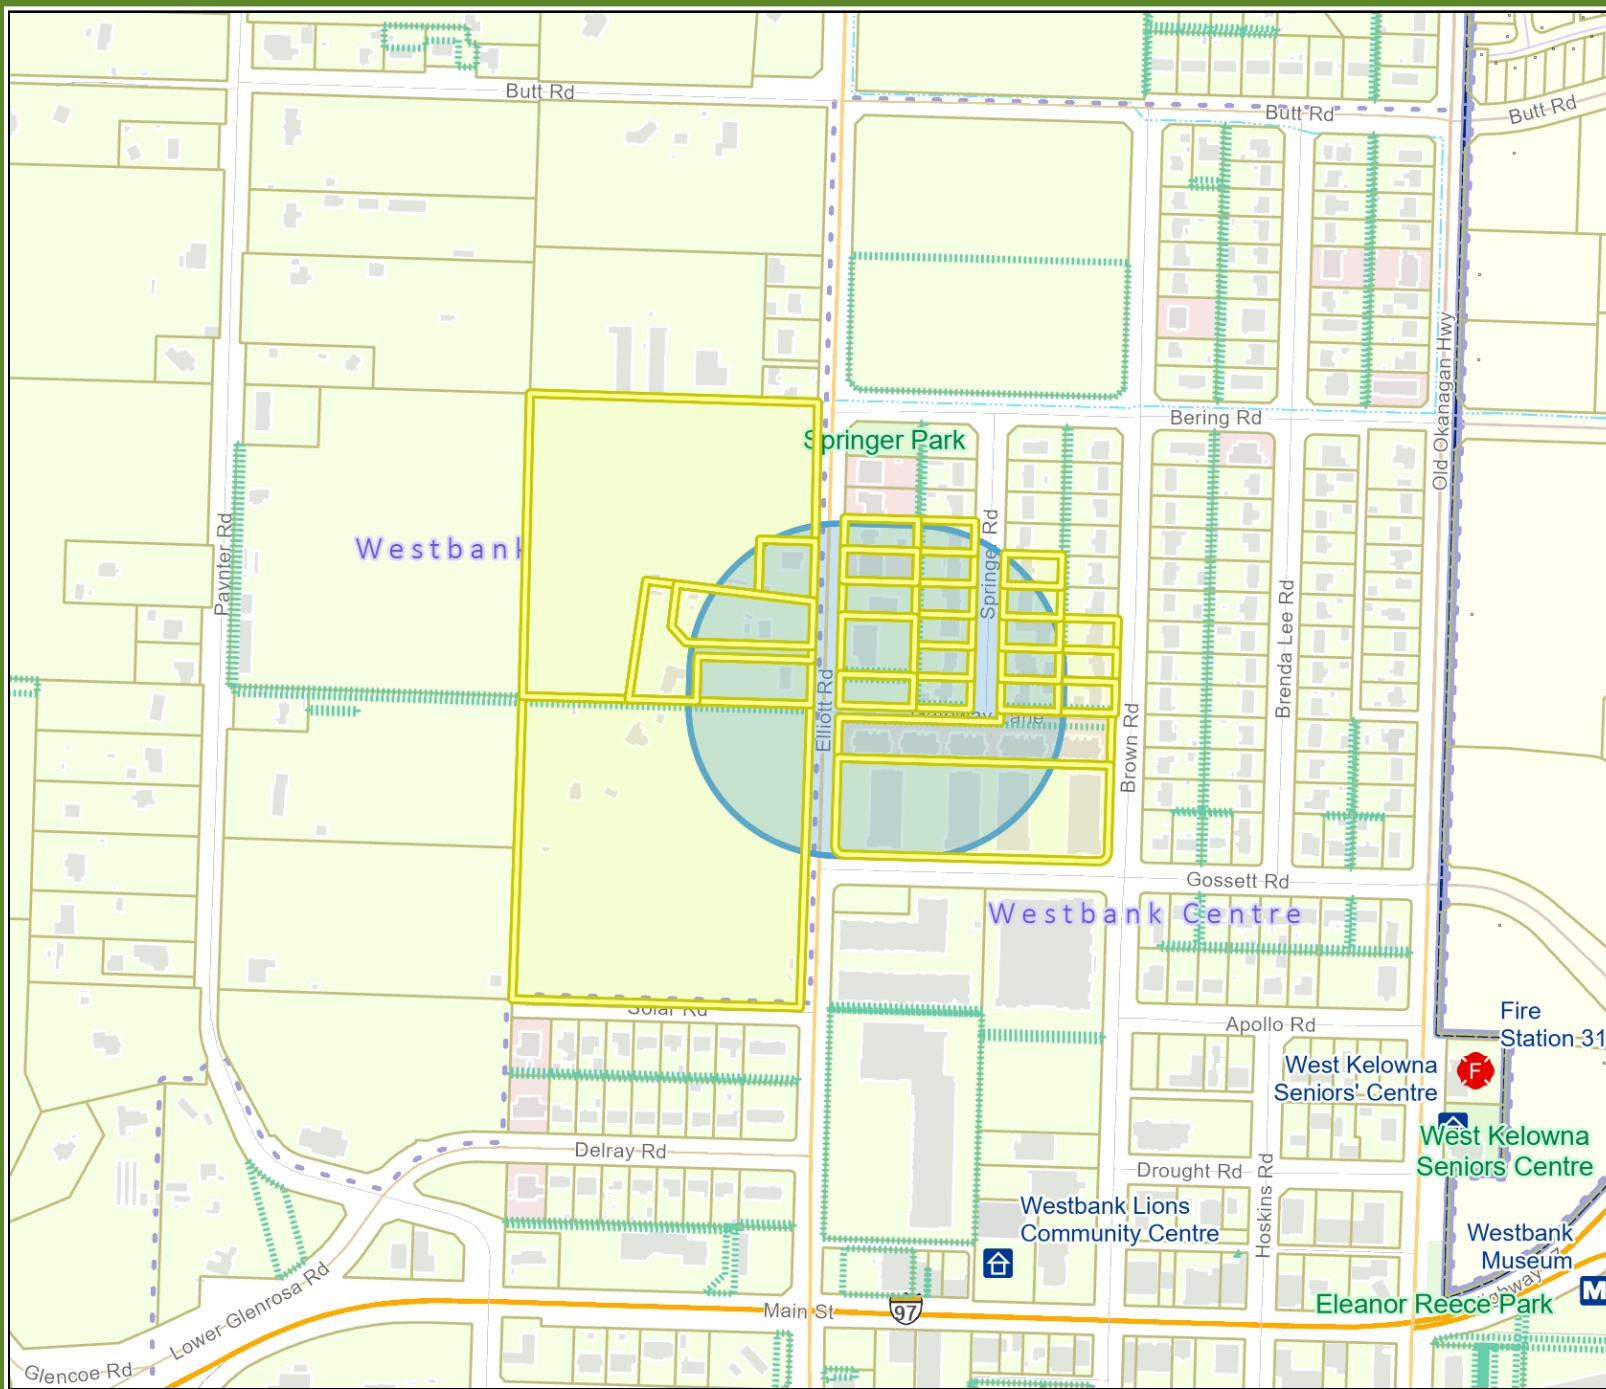 Butt Rd
Butt Rd
Butt Rd
Old Okanagan Hwy
Bering Rd
Springer Park
Paynter Rd
Westbank
Springer Rd
Brenda Lee Rd
Elliott Rd
Brown Rd
Gossett Rd
Westbank Centre
Solar Rd
Apollo Rd
Fire
Station 31
West Kelowna
Seniors' Centre
F
West Kelowna
Seniors Centre
Delray Rd
Drought Rd
Hoskins Rd
Westbank Lions
Community Centre
Westbank
Museum
M
Highway
Eleanor Reece Park
Main St
97
Lower Glenrosa Rd
Glencoe Rd